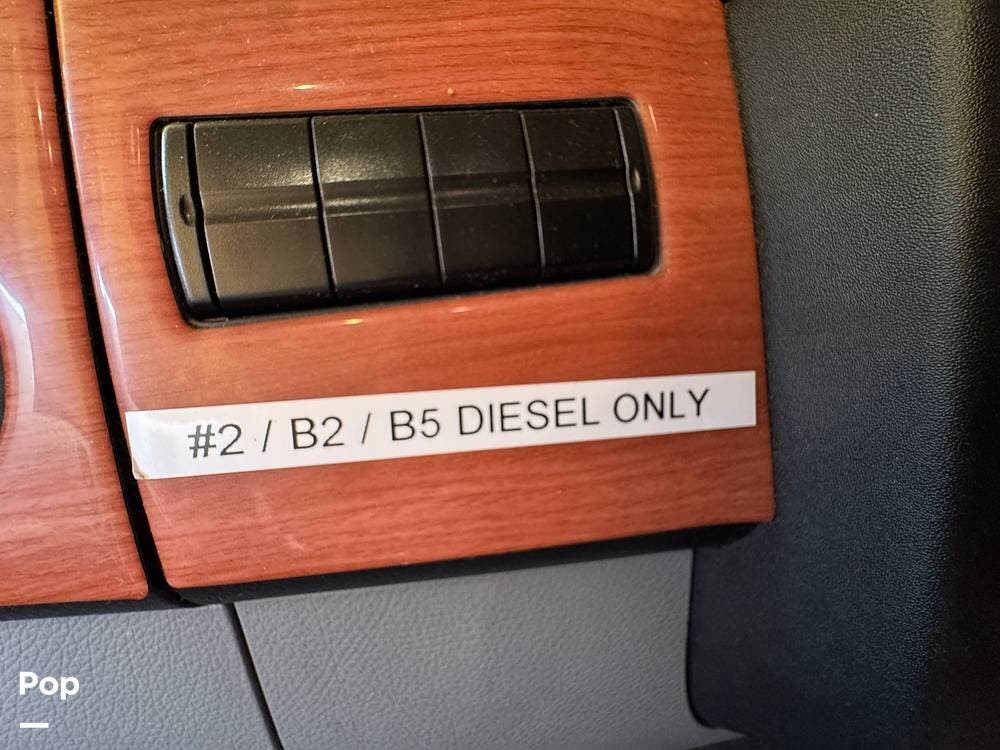 #2 / B2 / B5 DIESEL ONLY
Pop